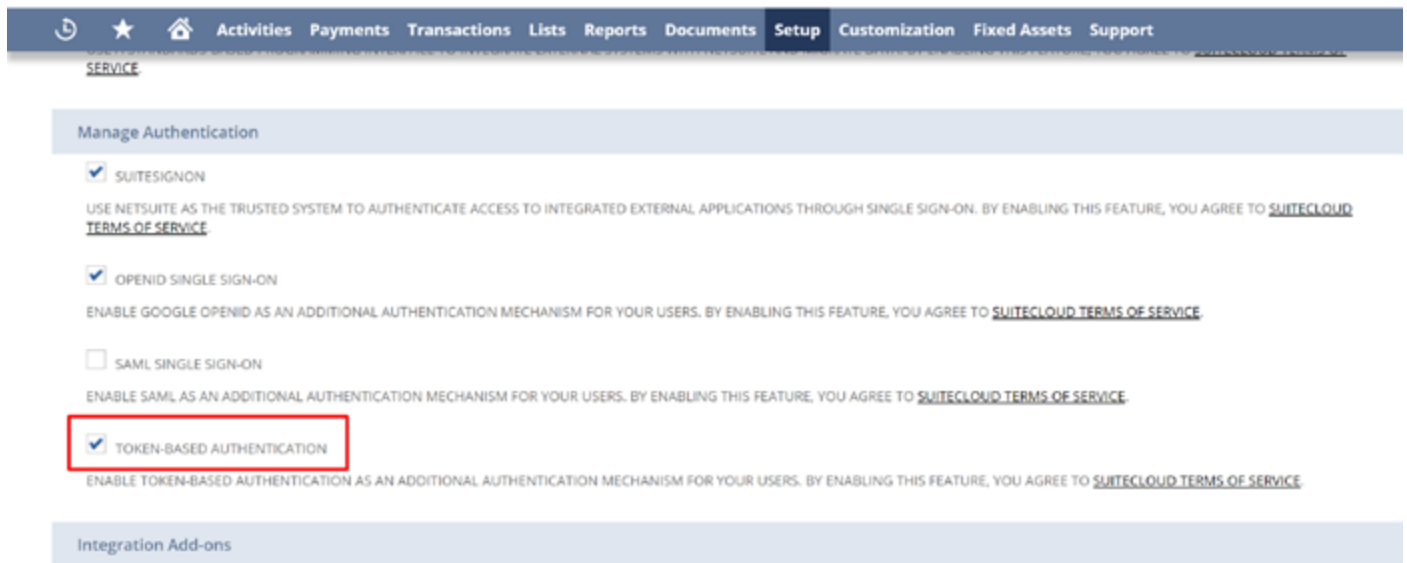 Activities Payments Transactions Lists Reports Documents Setup Customization Fixed Assets Support
SERVICE.
Manage Authentication
SUITESIGNON
USE NETSUITE AS THE TRUSTED SYSTEM TO AUTHENTICATE ACCESS TO INTEGRATED EXTERNAL APPLICATIONS THROUGH SINGLE SIGN-ON. BY ENABLING THIS FEATURE, YOU AGREE TO SUITECLOUD
TERMS OF SERVICE.
OPENID SINGLE SIGN-ON
ENABLE GOOGLE OPENID AS AN ADDITIONAL AUTHENTICATION MECHANISM FOR YOUR USERS. BY ENABLING THIS FEATURE, YOU AGREE TO SUITECLOUD TERMS OF SERVICE.
SAML SINGLE SIGN-ON
ENABLE SAML AS AN ADDITIONAL AUTHENTICATION MECHANISM FOR YOUR USERS. BY ENABLING THIS FEATURE, YOU AGREE TO SUITECLOUD TERMS OF SERVICE.
TOKEN-BASED AUTHENTICATION
ENABLE TOKEN-BASED AUTHENTICATION AS AN ADDITIONAL AUTHENTICATION MECHANISM FOR YOUR USERS. BY ENABLING THIS FEATURE, YOU AGREE TO SUITECLOUD TERMS OF SERVICE.
Integration Add-ons